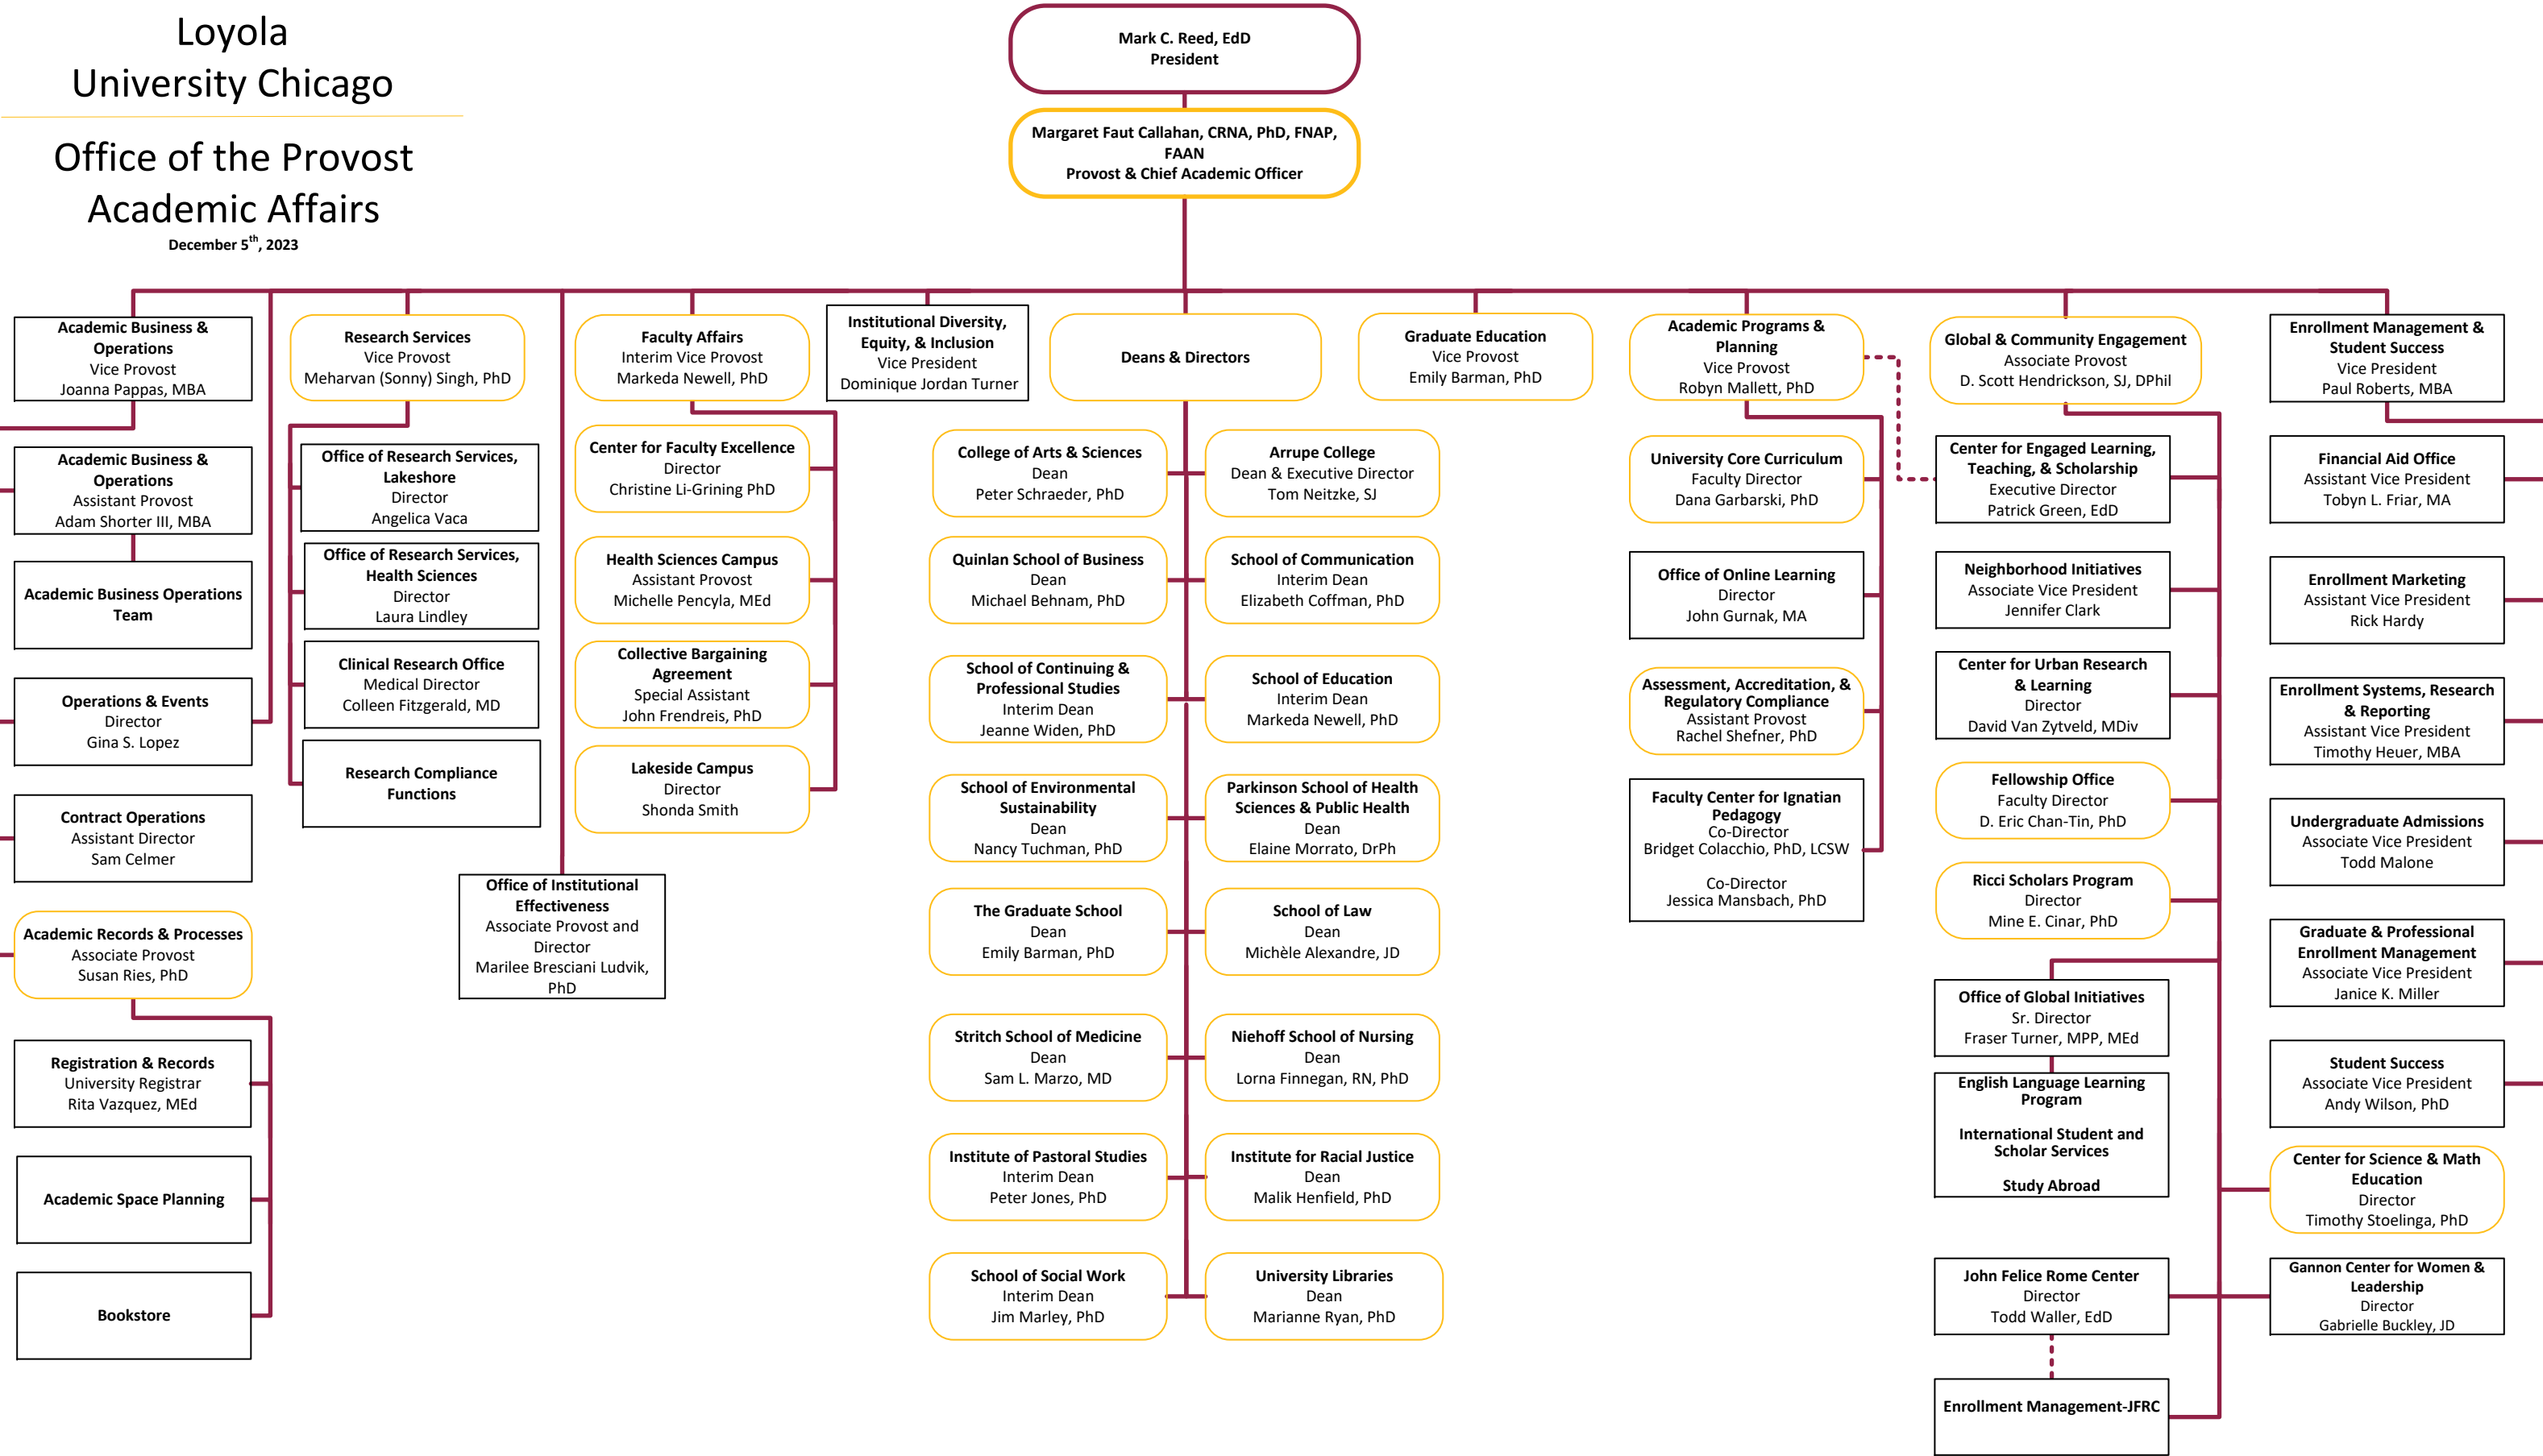 Loyola
University Chicago
Office of the Provost
Academic Affairs
December 5th, 2023
Mark C. Reed, EdD
President
Margaret Faut Callahan, CRNA, PhD, FNAP,
FAAN
Provost & Chief Academic Officer
Academic Business &
Operations
Vice Provost
Joanna Pappas, MBA
Academic Business &
Operations
Assistant Provost
Adam Shorter III, MBA
Academic Business Operations
Team
Operations & Events
Director
Gina S. Lopez
Contract Operations
Assistant Director
Sam Celmer
Academic Records & Processes
Associate Provost
Susan Ries, PhD
Registration & Records
University Registrar
Rita Vazquez, MEd
Academic Space Planning
Bookstore
Research Services
Vice Provost
Meharvan (Sonny) Singh, PhD
Office of Research Services,
Lakeshore
Director
Angelica Vaca
Office of Research Services,
Health Sciences
Director
Laura Lindley
Clinical Research Office
Medical Director
Colleen Fitzgerald, MD
Research Compliance
Functions
Office of Institutional
Effectiveness
Associate Provost and
Director
Marilee Bresciani Ludvik,
PhD
Faculty Affairs
Interim Vice Provost
Markeda Newell, PhD
Center for Faculty Excellence
Director
Christine Li-Grining PhD
Health Sciences Campus
Assistant Provost
Michelle Pencyla, MEd
Collective Bargaining
Agreement
Special Assistant
John Frendreis, PhD
Lakeside Campus
Director
Shonda Smith
Institutional Diversity,
Equity, & Inclusion
Vice President
Dominique Jordan Turner
Deans & Directors
College of Arts & Sciences
Dean
Peter Schraeder, PhD
Arrupe College
Dean & Executive Director
Tom Neitzke, SJ
Quinlan School of Business
Dean
Michael Behnam, PhD
School of Communication
Interim Dean
Elizabeth Coffman, PhD
School of Continuing &
Professional Studies
Interim Dean
Jeanne Widen, PhD
School of Education
Interim Dean
Markeda Newell, PhD
School of Environmental
Sustainability
Dean
Nancy Tuchman, PhD
Parkinson School of Health
Sciences & Public Health
Dean
Elaine Morrato, DrPh
The Graduate School
Dean
Emily Barman, PhD
School of Law
Dean
Michèle Alexandre, JD
Stritch School of Medicine
Dean
Sam L. Marzo, MD
Niehoff School of Nursing
Dean
Lorna Finnegan, RN, PhD
Institute of Pastoral Studies
Interim Dean
Peter Jones, PhD
Institute for Racial Justice
Dean
Malik Henfield, PhD
School of Social Work
Interim Dean
Jim Marley, PhD
University Libraries
Dean
Marianne Ryan, PhD
Graduate Education
Vice Provost
Emily Barman, PhD
Academic Programs &
Planning
Vice Provost
Robyn Mallett, PhD
University Core Curriculum
Faculty Director
Dana Garbarski, PhD
Office of Online Learning
Director
John Gurnak, MA
Assessment, Accreditation, &
Regulatory Compliance
Assistant Provost
Rachel Shefner, PhD
Faculty Center for Ignatian
Pedagogy
Co-Director
Bridget Colacchio, PhD, LCSW
Co-Director
Jessica Mansbach, PhD
Global & Community Engagement
Associate Provost
D. Scott Hendrickson, SJ, DPhil
Center for Engaged Learning,
Teaching, & Scholarship
Executive Director
Patrick Green, EdD
Neighborhood Initiatives
Associate Vice President
Jennifer Clark
Center for Urban Research
& Learning
Director
David Van Zytveld, MDiv
Fellowship Office
Faculty Director
D. Eric Chan-Tin, PhD
Ricci Scholars Program
Director
Mine E. Cinar, PhD
Office of Global Initiatives
Sr. Director
Fraser Turner, MPP, MEd
English Language Learning
Program
International Student and
Scholar Services
Study Abroad
John Felice Rome Center
Director
Todd Waller, EdD
Enrollment Management-JFRC
Enrollment Management &
Student Success
Vice President
Paul Roberts, MBA
Financial Aid Office
Assistant Vice President
Tobyn L. Friar, MA
Enrollment Marketing
Assistant Vice President
Rick Hardy
Enrollment Systems, Research
& Reporting
Assistant Vice President
Timothy Heuer, MBA
Undergraduate Admissions
Associate Vice President
Todd Malone
Graduate & Professional
Enrollment Management
Associate Vice President
Janice K. Miller
Student Success
Associate Vice President
Andy Wilson, PhD
Center for Science & Math
Education
Director
Timothy Stoelinga, PhD
Gannon Center for Women &
Leadership
Director
Gabrielle Buckley, JD